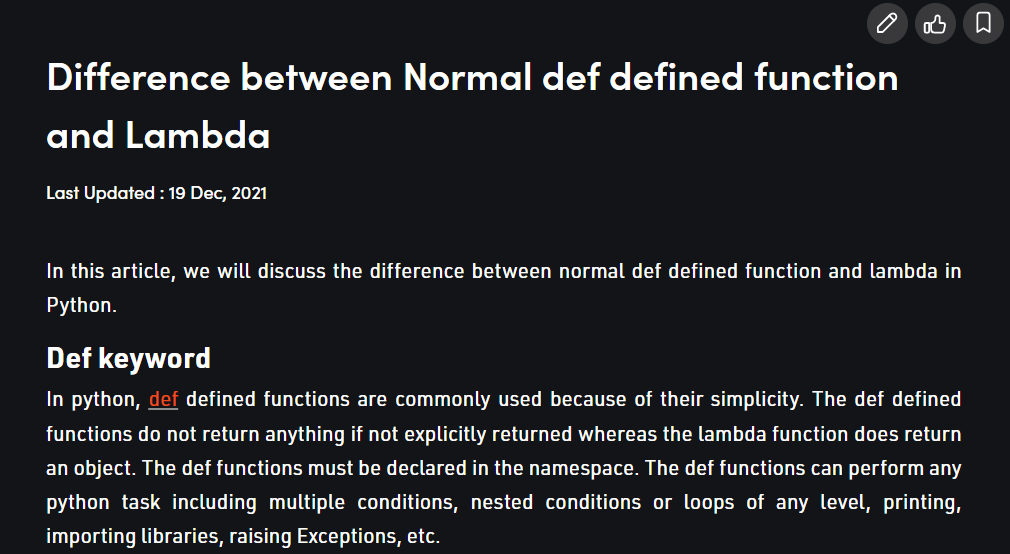 Difference between Normal def defined function
and Lambda
Last Updated : 19 Dec, 2021
In this article, we will discuss the difference between normal def defined function and lambda in
Python.
Def keyword
In python, def defined functions are commonly used because of their simplicity. The def defined
functions do not return anything if not explicitly returned whereas the lambda function does return
an object. The def functions must be declared in the namespace. The def functions can perform any
python task including multiple conditions, nested conditions or loops of any level, printing,
importing libraries, raising Exceptions, etc.